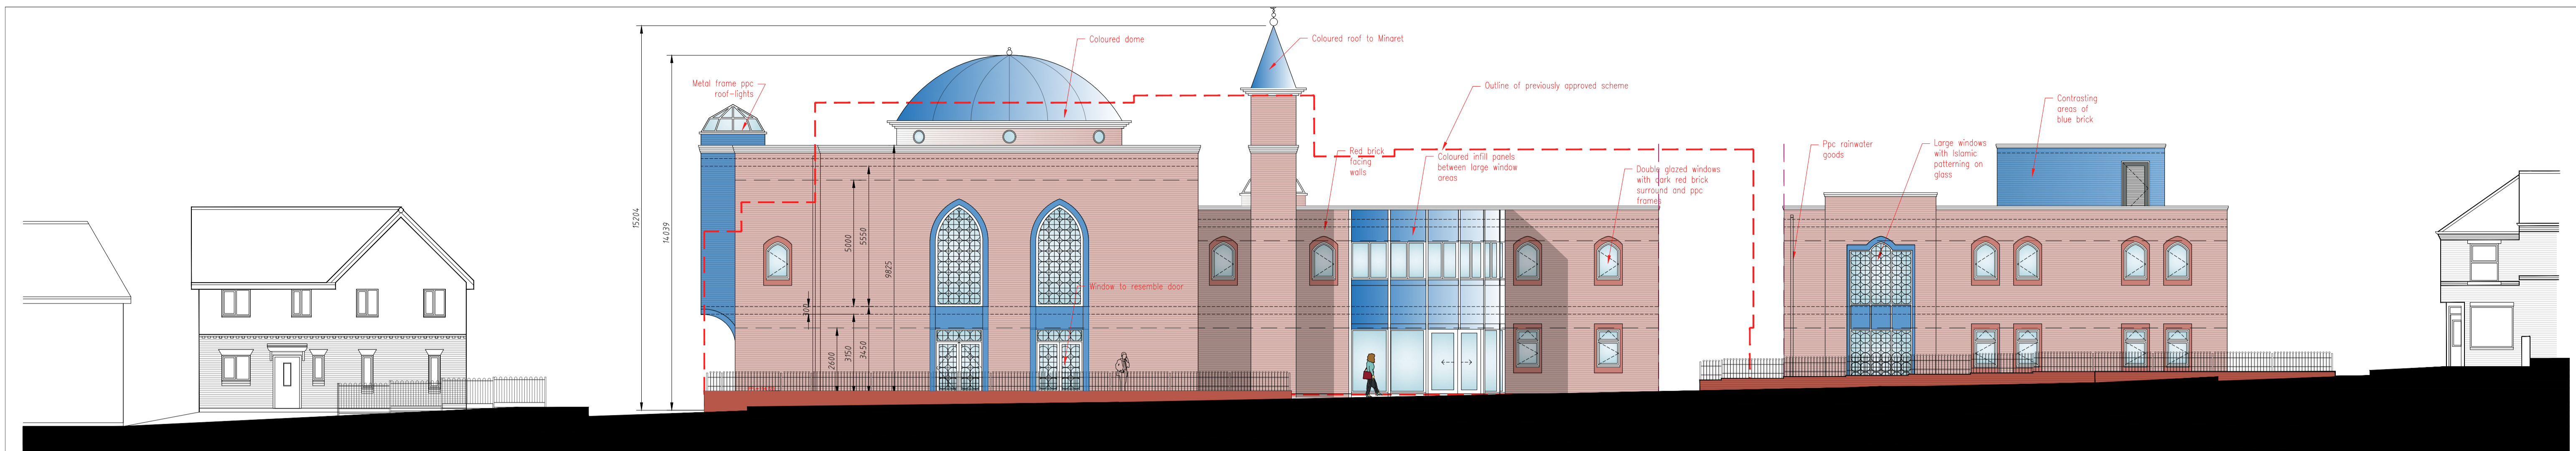 Metal frame ppc
roof-lights
15204
14039
Coloured dome
Coloured roof to Minaret
Outline of previously approved scheme
5000
5550
9825
300
2600
3150
3450
Window to resemble door
Red brick
facing
walls
Coloured infill panels
between large window
areas
Double glazed windows
with dark red brick
surround and ppc
frames
Ppc rainwater
goods
Large windows
with Islamic
patterning on
glass
Contrasting
areas of
blue brick